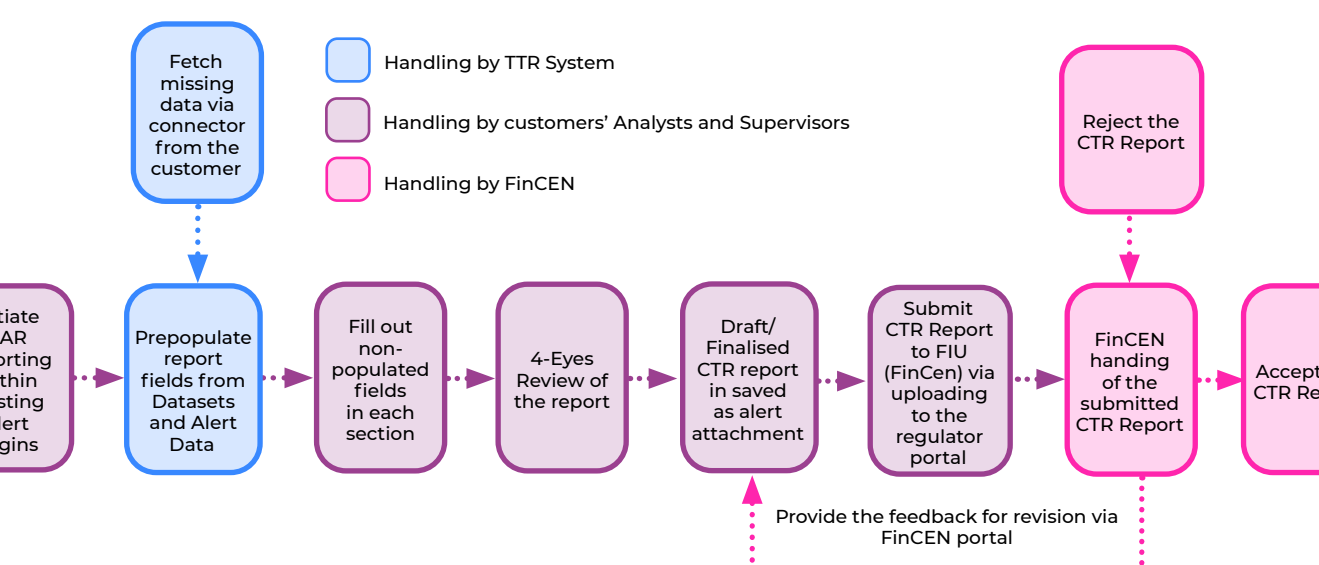 Fetch
missing
data via
connector
from the
customer
Handling by TTR System
Handling by customers' Analysts and Supervisors
Handling by FinCEN
Reject the
CTR Report
Prepopulate
report
fields from
Datasets
and Alert
Data
Fill out
non-
populated
fields
in each
section
4-Eyes
Review of
the report
Draft/
Finalised
CTR report
in saved
as alert
attachment
Submit
CTR Report
to FIU
(FinCen) via
uploading
to the
regulator
portal
FinCEN
handing
of the
submitted
CTR Report
Accept
CTR
Provide the feedback for revision via
FinCEN portal